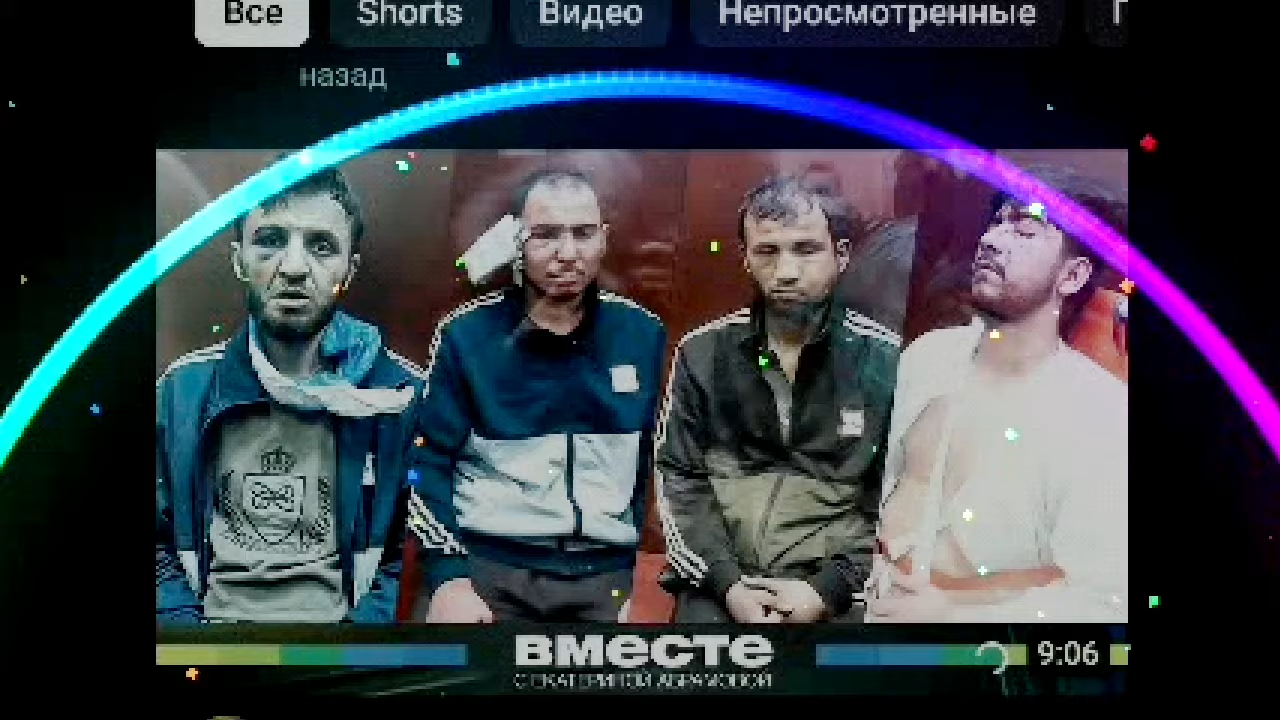 Все Shorts Видео Непросмотренные
назад
вместе
С ЕКАТЕРИНОЙ АБРАМОВОЙ
9:06